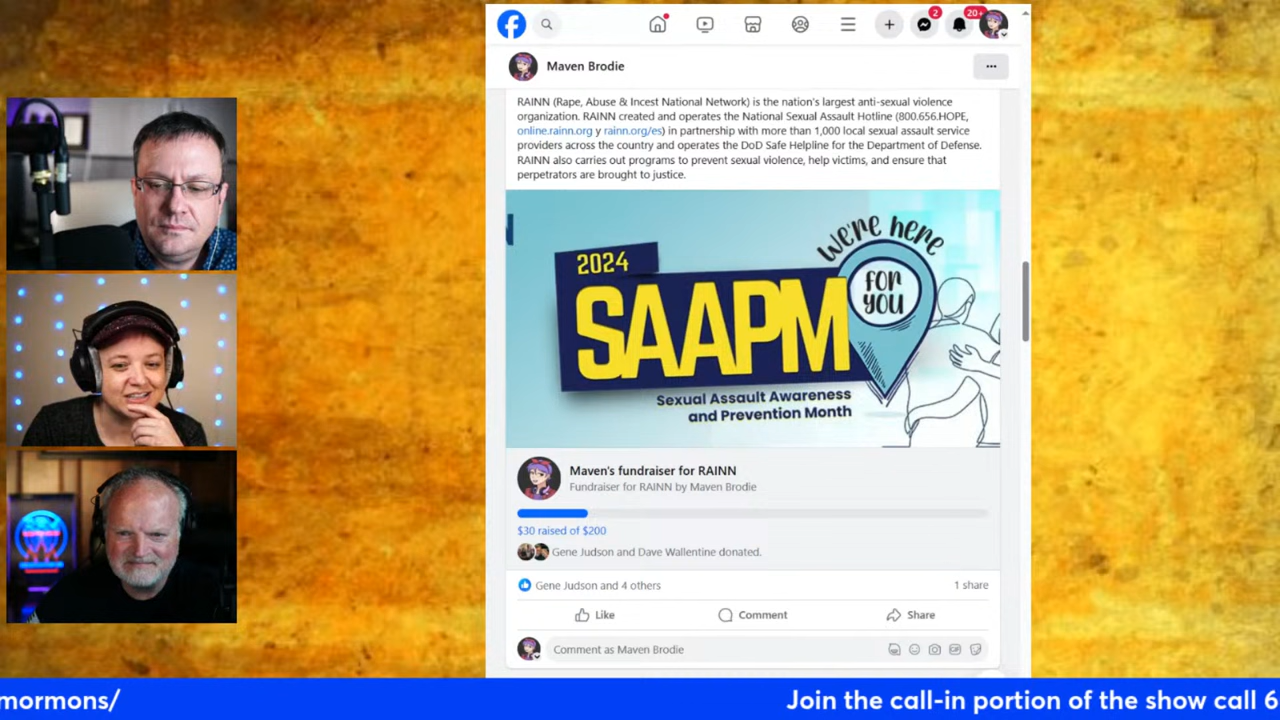 2
20+
Maven Brodie
RAINN (Rape, Abuse & Incest National Network) is the nation's largest anti-sexual violence
organization. RAINN created and operates the National Sexual Assault Hotline (800.656.HOPE,
online.rainn.org y rainn.org/es) in partnership with more than 1,000 local sexual assault service
providers across the country and operates the DoD Safe Helpline for the Department of Defense.
RAINN also carries out programs to prevent sexual violence, help victims, and ensure that
perpetrators are brought to justice.
We're here
FOR
YOU
2024
SAAPM
Sexual Assault Awareness
and Prevention Month
Maven's fundraiser for RAINN
Fundraiser for RAINN by Maven Brodie
$30 raised of $200
Gene Judson and Dave Wallentine donated.
Gene Judson and 4 others
1 share
Like
Comment
Share
Comment as Maven Brodie
GIF
mormons/
Join the call-in portion of the show call 6